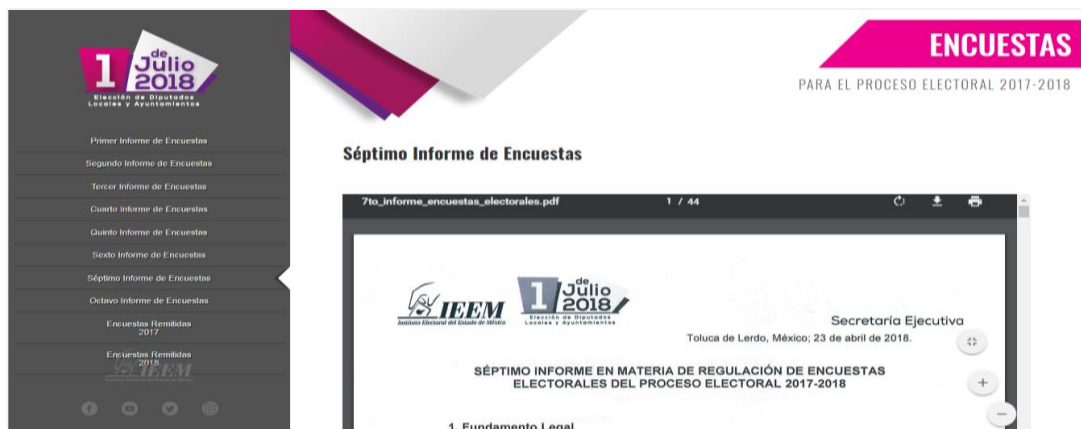 1
de
Julio
2018
Elección de Diputados
Locales y Ayuntamientos
Primer Informe de Encuestas
Segundo Informe de Encuestas
Tercer Informe de Encuestas
Cuarto Informe de Encuestas
Quinto Informe de Encuestas
Sexto Informe de Encuestas
Séptimo Informe de Encuestas
Octavo Informe de Encuestas
Encuestas Remitidas
2017
Encuestas Remitidas
2018
IEEM
ENCUESTAS
PARA EL PROCESO ELECTORAL 2017-2018
Séptimo Informe de Encuestas
7to_informe_encuestas_electorales.pdf 1 / 44
IEEM
Instituto Electoral del Estado de México
1
de
Julio
2018
Elección de Diputados
Locales y Ayuntamientos
Secretaría Ejecutiva
Toluca de Lerdo, México; 23 de abril de 2018.
SÉPTIMO INFORME EN MATERIA DE REGULACIÓN DE ENCUESTAS
ELECTORALES DEL PROCESO ELECTORAL 2017-2018
1. Fundamento Legal